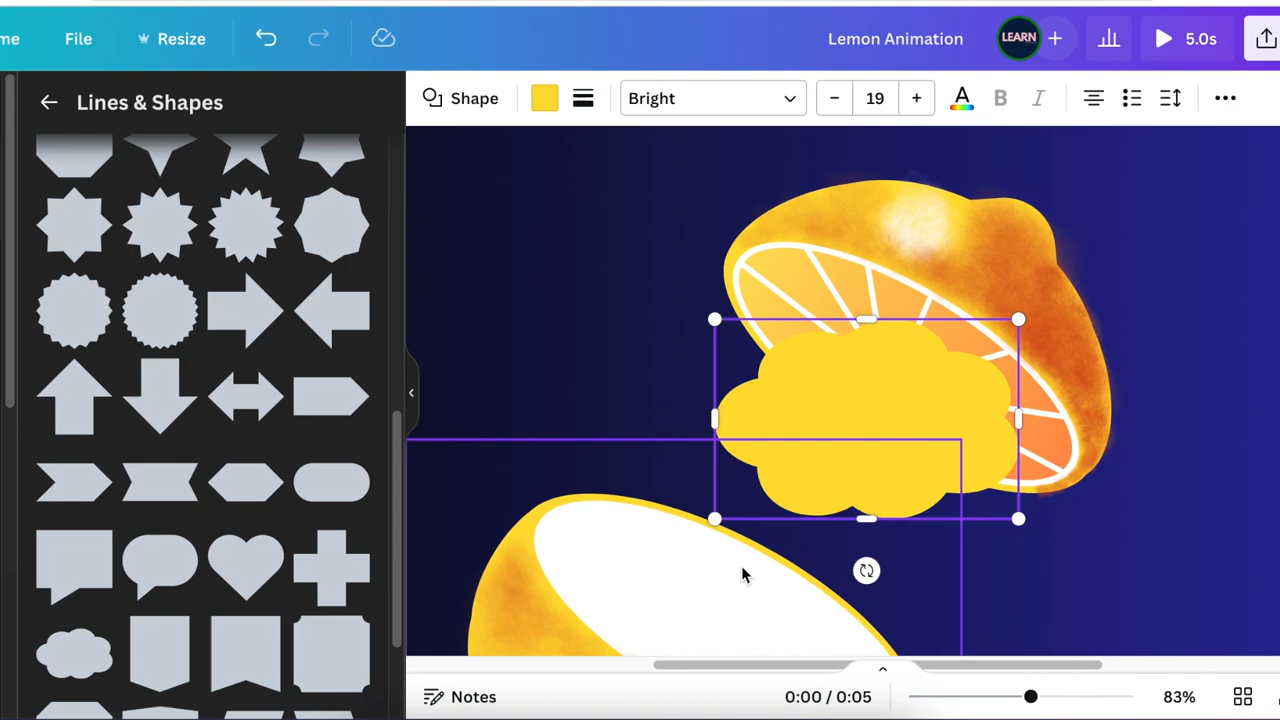 me File Resize Lemon Animation LEARN 5.0s
Lines & Shapes
Shape Bright 19 A B I
Notes 0:00 / 0:05 83%